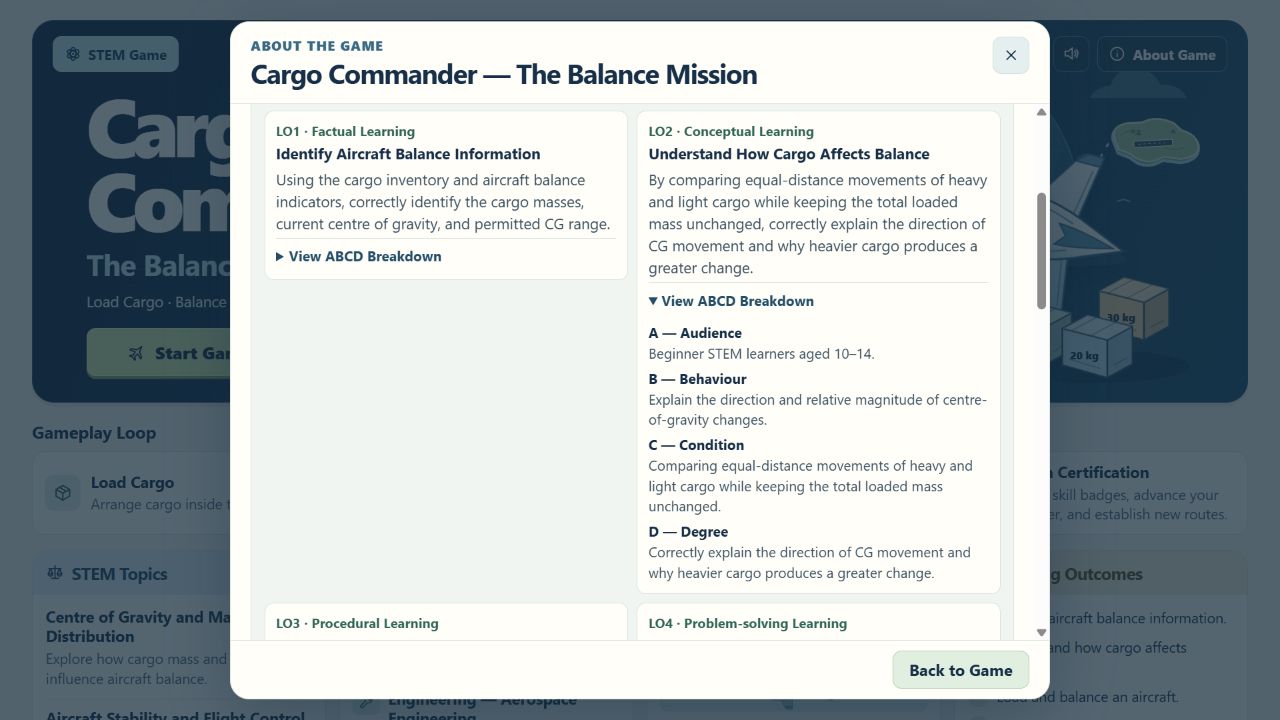 ABOUT THE GAME
Cargo Commander — The Balance Mission
STEM Game
About Game
Carg
Com
The Balanc
Load Cargo · Balance
Start Gar
30 kg
20 kg
LO1 · Factual Learning
Identify Aircraft Balance Information
Using the cargo inventory and aircraft balance
indicators, correctly identify the cargo masses,
current centre of gravity, and permitted CG range.
View ABCD Breakdown
LO2 · Conceptual Learning
Understand How Cargo Affects Balance
By comparing equal-distance movements of heavy
and light cargo while keeping the total loaded
mass unchanged, correctly explain the direction of
CG movement and why heavier cargo produces a
greater change.
View ABCD Breakdown
A — Audience
Beginner STEM learners aged 10–14.
B — Behaviour
Explain the direction and relative magnitude of centre-
of-gravity changes.
C — Condition
Comparing equal-distance movements of heavy and
light cargo while keeping the total loaded mass
unchanged.
D — Degree
Correctly explain the direction of CG movement and
why heavier cargo produces a greater change.
LO3 · Procedural Learning
LO4 · Problem-solving Learning
Back to Game
Gameplay Loop
Load Cargo
Arrange cargo inside t
Certification
skill badges, advance your
er, and establish new routes.
STEM Topics
Centre of Gravity and Ma
Distribution
Explore how cargo mass and
influence aircraft balance.
Aircraft Stability and Flight Control
Engineering — Aerospace
Engineering
g Outcomes
aircraft balance information.
and how cargo affects
Load and balance an aircraft.